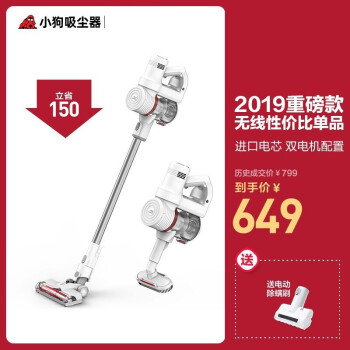 小狗吸尘器
立省
150
2019重磅款
无线性价比单品
进口电芯 双电机配置
历史成交价 ¥799
到手价 ¥
649
送
送电动
除螨刷